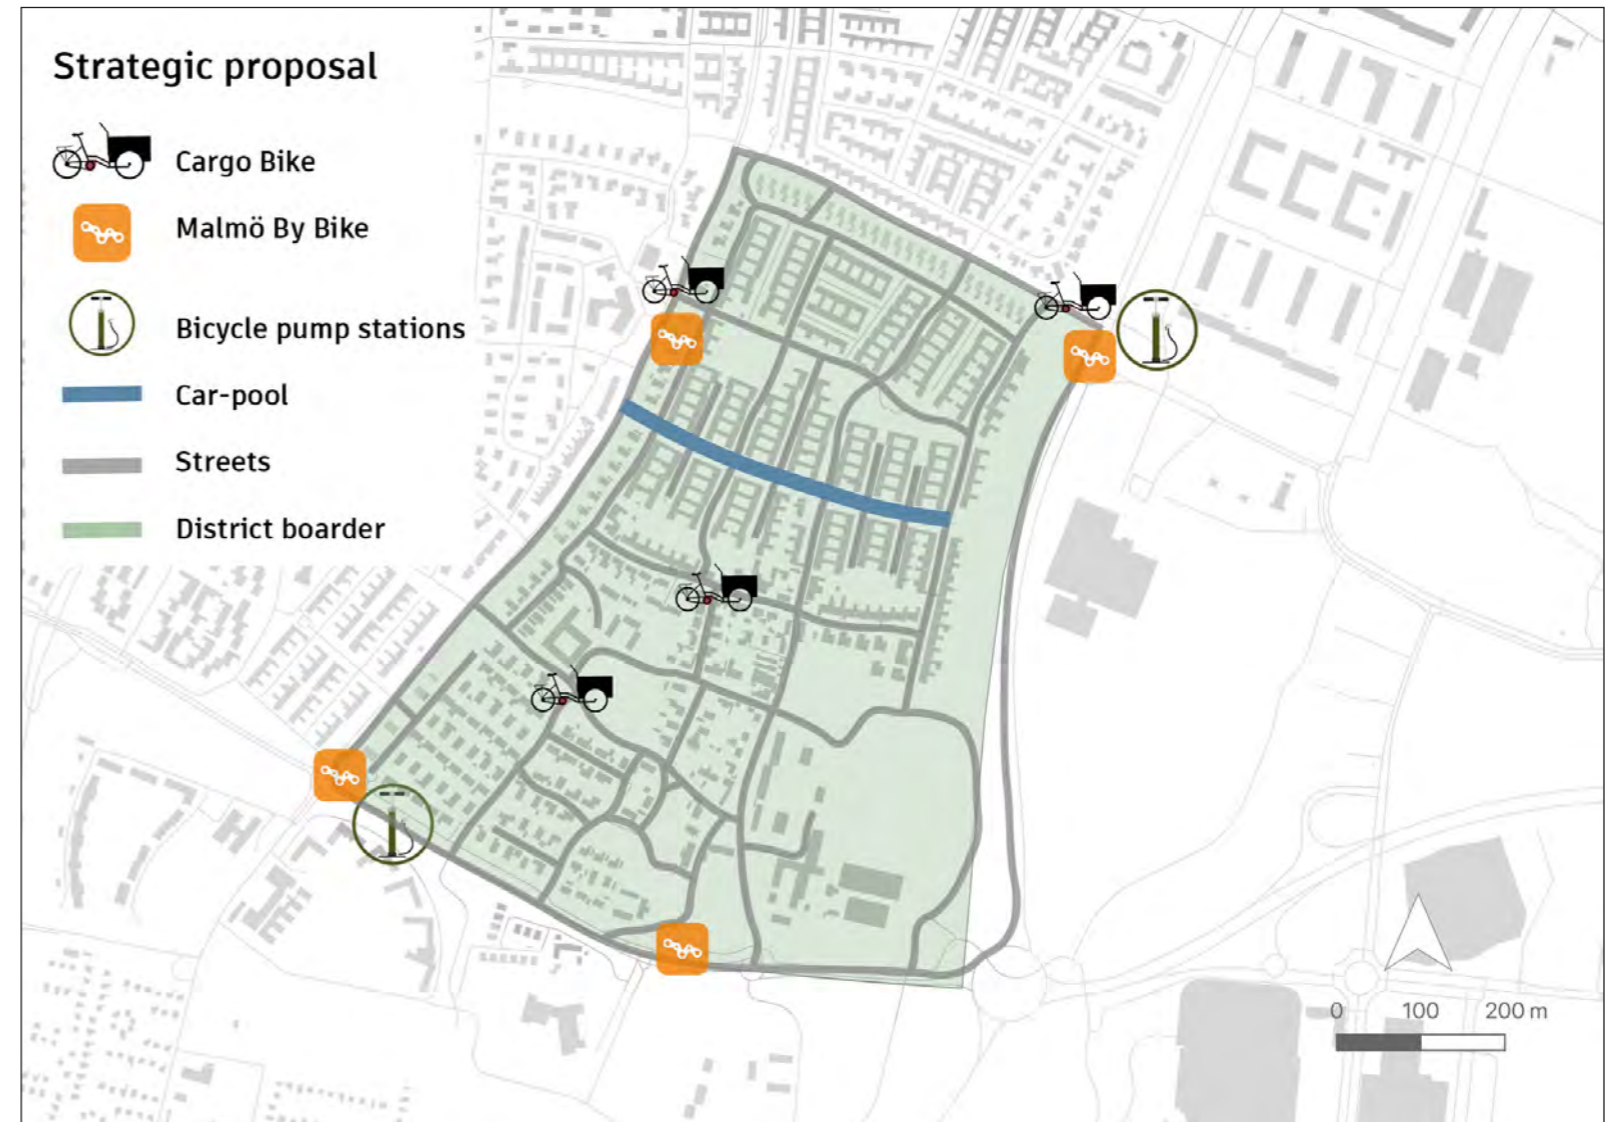 Strategic proposal
Cargo Bike
Malmö By Bike
Bicycle pump stations
Car-pool
Streets
District boarder
0 100 200 m